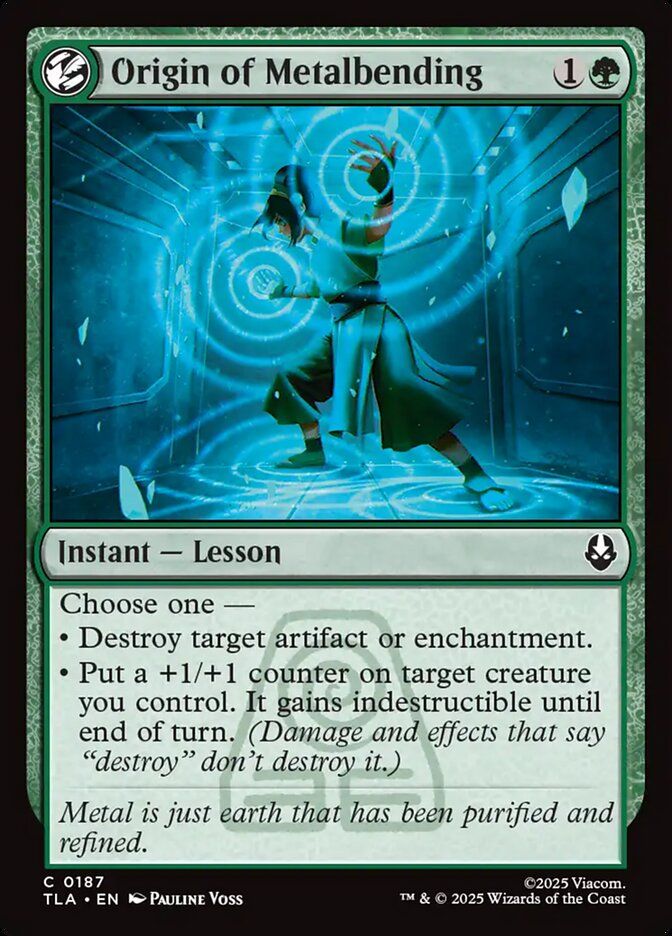 Origin of Metalbending 1
Instant — Lesson
Choose one —
• Destroy target artifact or enchantment.
• Put a +1/+1 counter on target creature
you control. It gains indestructible until
end of turn. (Damage and effects that say
“destroy” don’t destroy it.)
Metal is just earth that has been purified and
refined.
C 0187
TLA • EN Pauline Voss
©2025 Viacom.
™ & © 2025 Wizards of the Coast